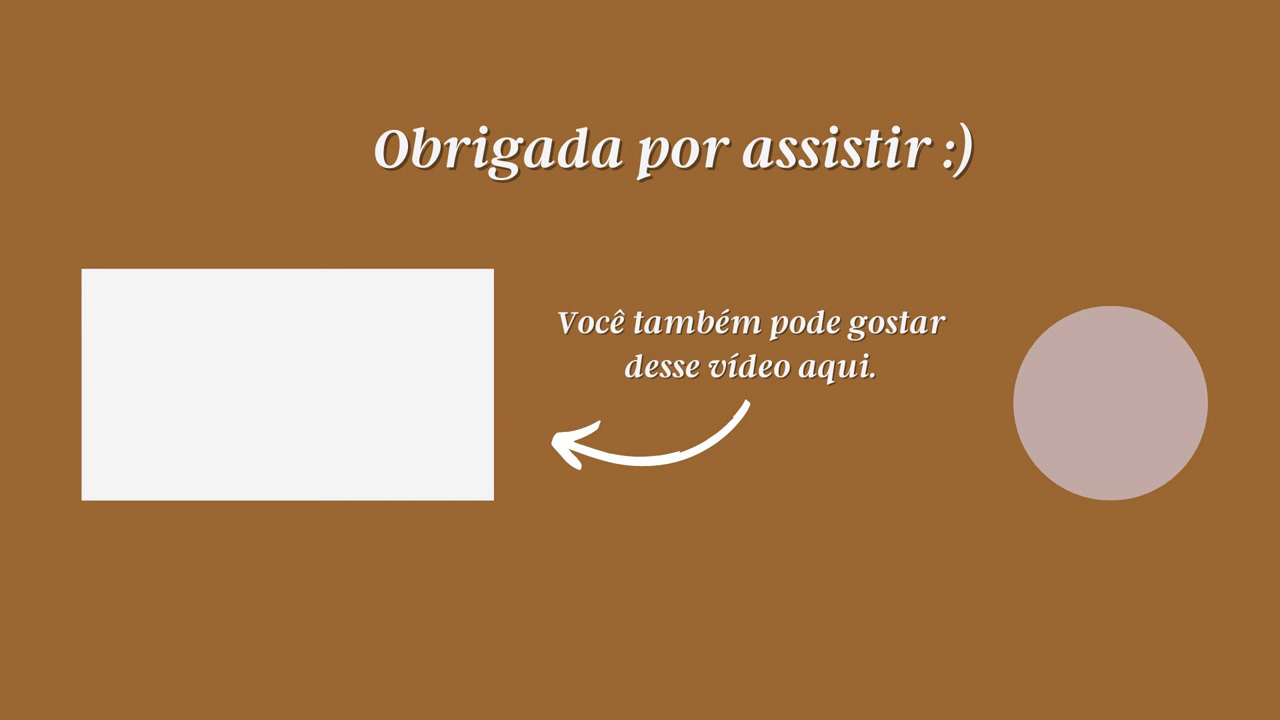 Obrigada por assistir :)
Você também pode gostar
desse vídeo aqui.